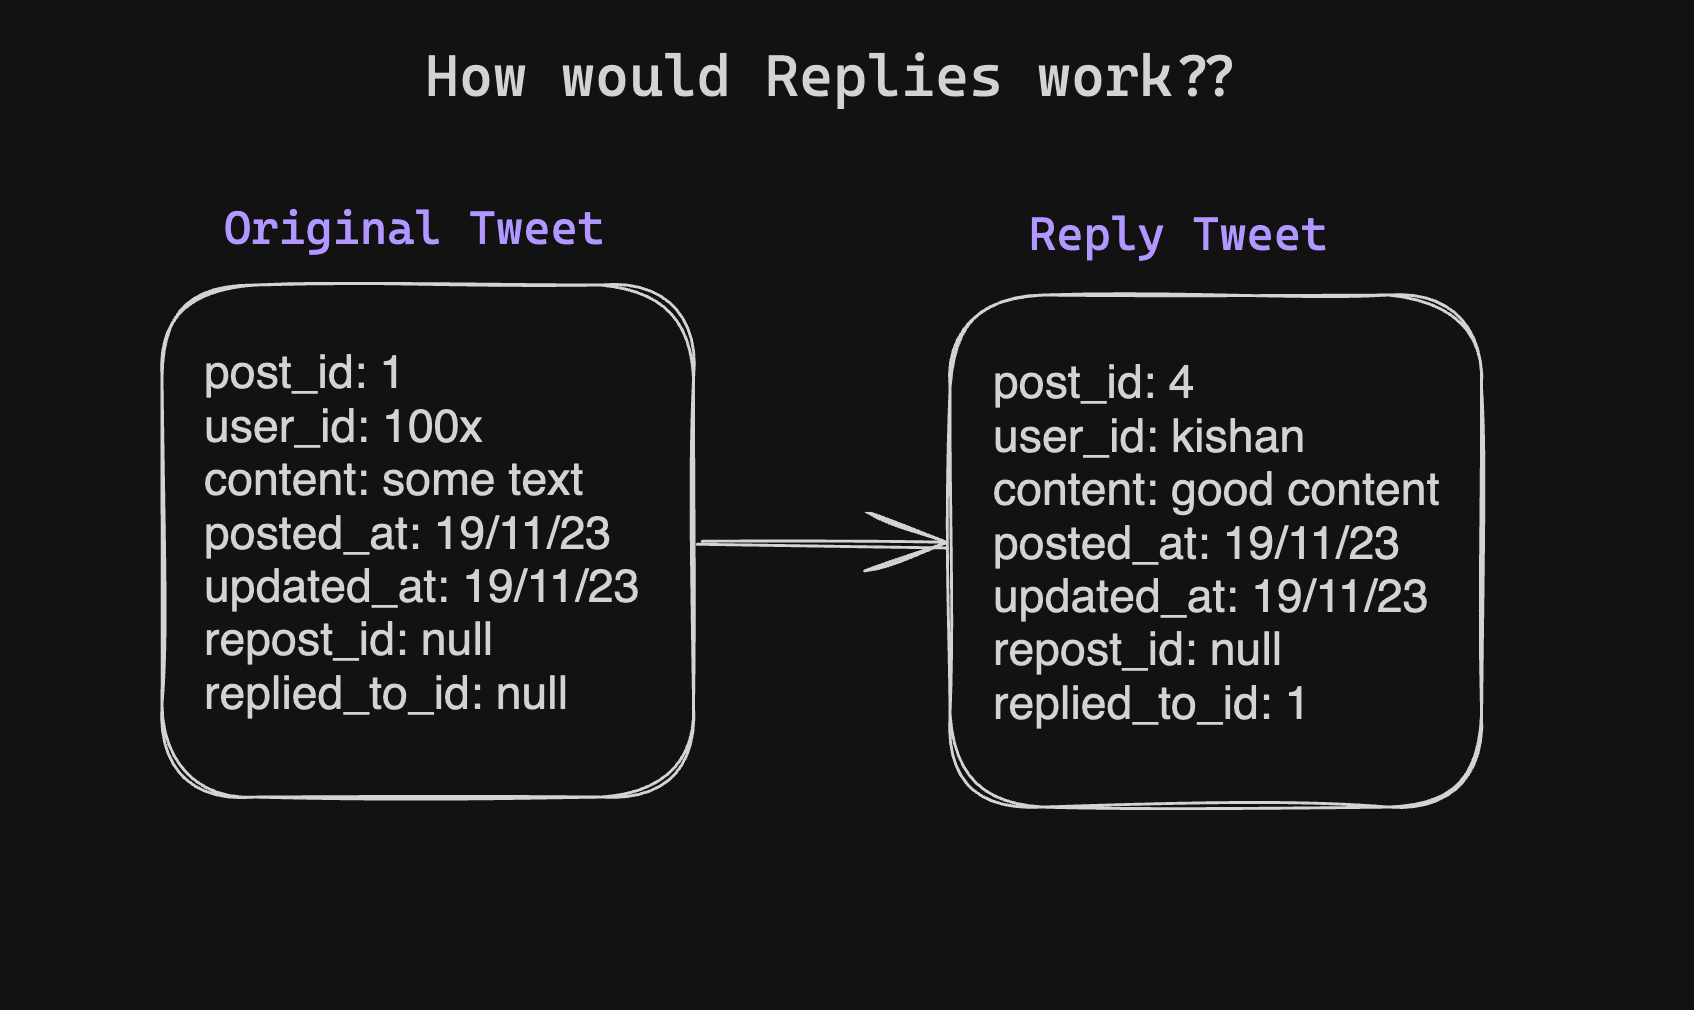 How would Replies work??
Original Tweet
post_id: 1
user_id: 100x
content: some text
posted_at: 19/11/23
updated_at: 19/11/23
repost_id: null
replied_to_id: null
Reply Tweet
post_id: 4
user_id: kishan
content: good content
posted_at: 19/11/23
updated_at: 19/11/23
repost_id: null
replied_to_id: 1